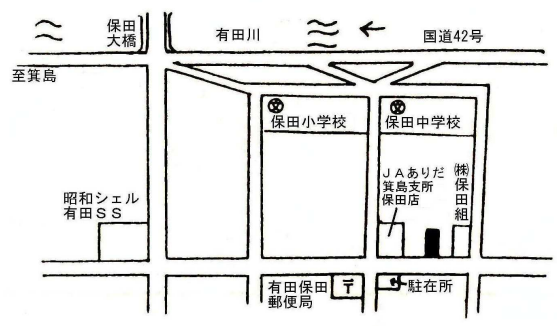 保田
大橋
有田川
国道42号
至箕島
保田小学校
保田中学校
JAありだ
箕島支所
保田店
㈱保田組
昭和シェル
有田SS
有田保田
郵便局
〒
駐在所